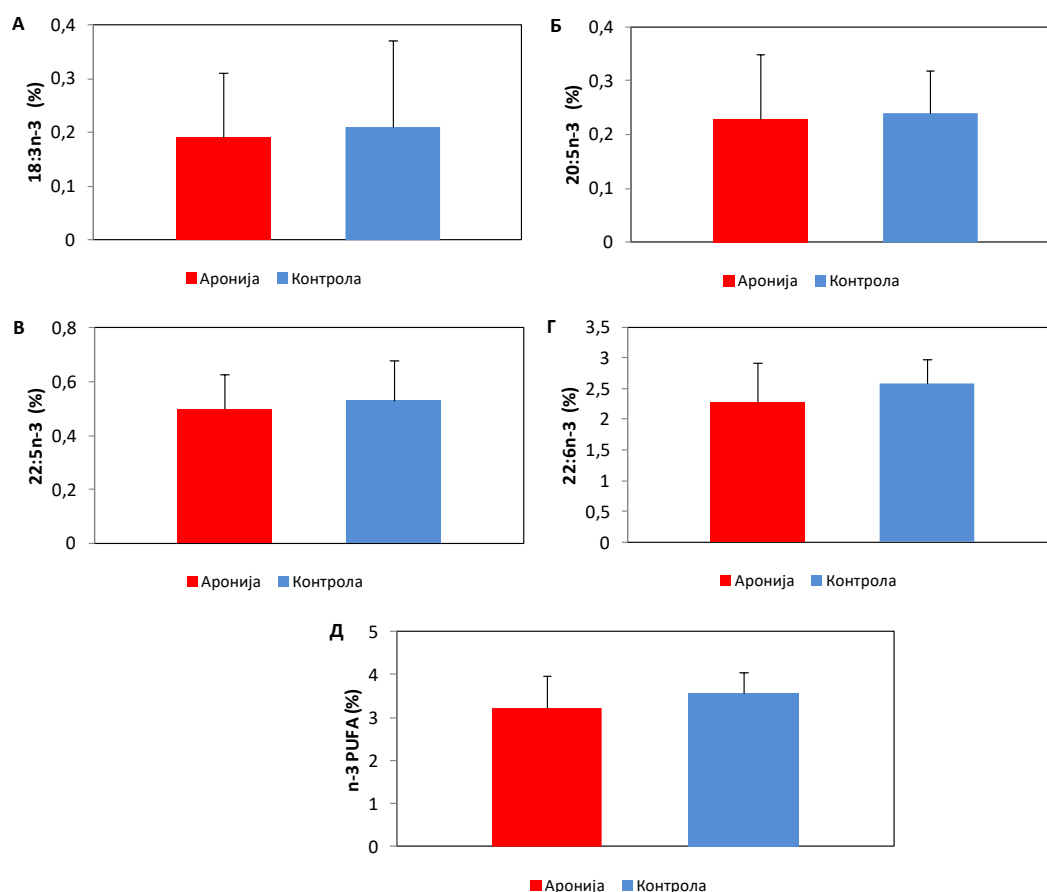 А
18:3n-3 (%)
0,4
0,3
0,2
0,1
0
Аронија Контрола
Б
20:5n-3 (%)
0,4
0,3
0,2
0,1
0
Аронија Контрола
В
22:5n-3 (%)
0,8
0,6
0,4
0,2
0
Аронија Контрола
Г
22:6n-3 (%)
3,5
3
2,5
2
1,5
1
0,5
0
Аронија Контрола
Д
n-3 PUFA (%)
5
4
3
2
1
0
Аронија Контрола